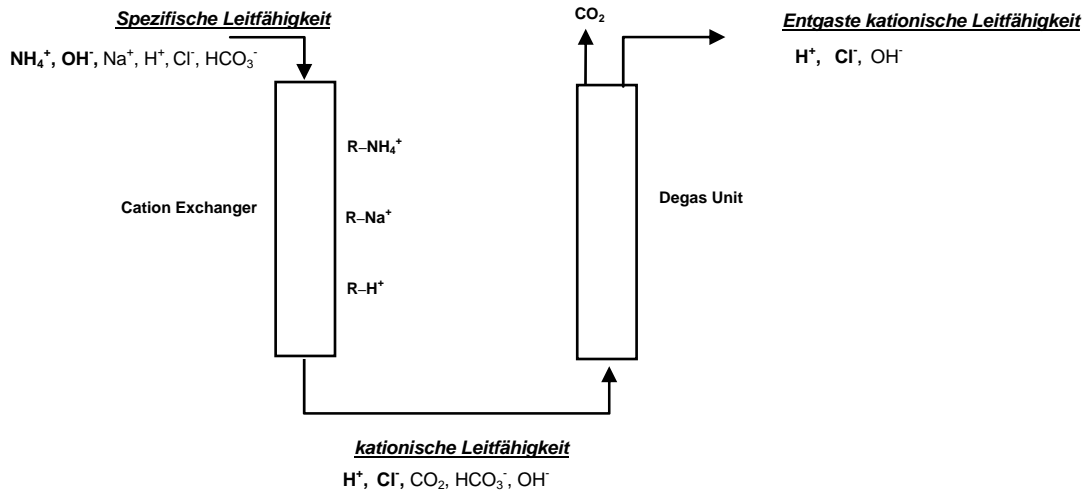 Spezifische Leitfähigkeit
NH₄⁺, OH⁻, Na⁺, H⁺, Cl⁻, HCO₃⁻
CO₂
Entgaste kationische Leitfähigkeit
H⁺, Cl⁻, OH⁻
R–NH₄⁺
Cation Exchanger
R–Na⁺
R–H⁺
Degas Unit
kationische Leitfähigkeit
H⁺, Cl⁻, CO₂, HCO₃⁻, OH⁻